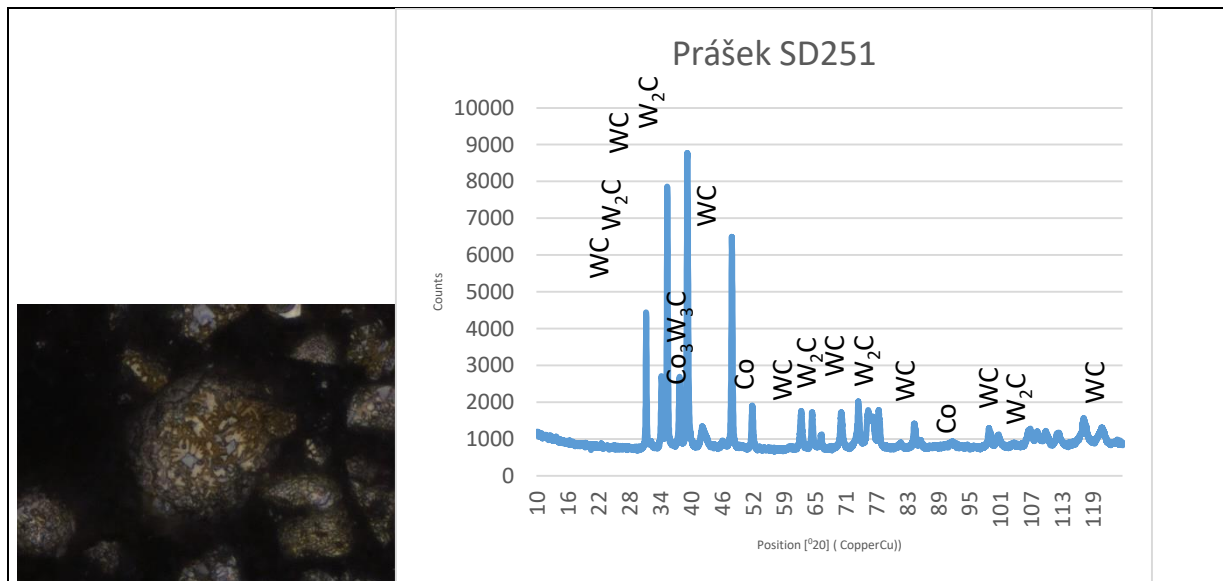 Prášek SD251
Counts
10000
9000
8000
7000
6000
5000
4000
3000
2000
1000
0
WC
W₂C
WC
W₂C
Co₃W₃C
WC
Co
WC
W₂C
WC
W₂C
WC
Co
WC
W₂C
WC
10 16 22 28 34 40 46 52 59 65 71 77 83 89 95 101 107 113 119
Position [⁰2θ] ( CopperCu))